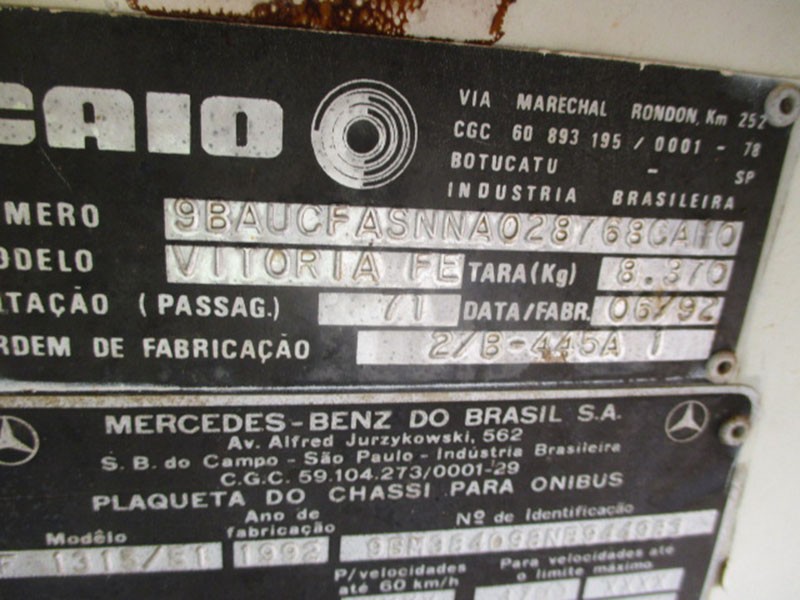 CAIO
VIA MARECHAL RONDON, Km 252
CGC 60 893 195 / 0001 - 78
BOTUCATU - SP
INDUSTRIA BRASILEIRA
MERO 9BAUCFASNNA028768CAIO
ODELO VITORIA FE TARA(Kg) 8.370
TAÇÃO (PASSAG.) 71 DATA/FABR. 06/92
RDEM DE FABRICAÇÃO 2/B-445A 1
MERCEDES-BENZ DO BRASIL S.A.
Av. Alfred Jurzykowski, 562
S. B. do Campo - São Paulo - Indústria Brasileira
C.G.C. 59.104.273/0001-29
PLAQUETA DO CHASSI PARA ONIBUS
Modêlo Ano de fabricação Nº de Identificação
1315/51 1992
P/velocidades até 60 km/h Para velocidades até o limite máximo